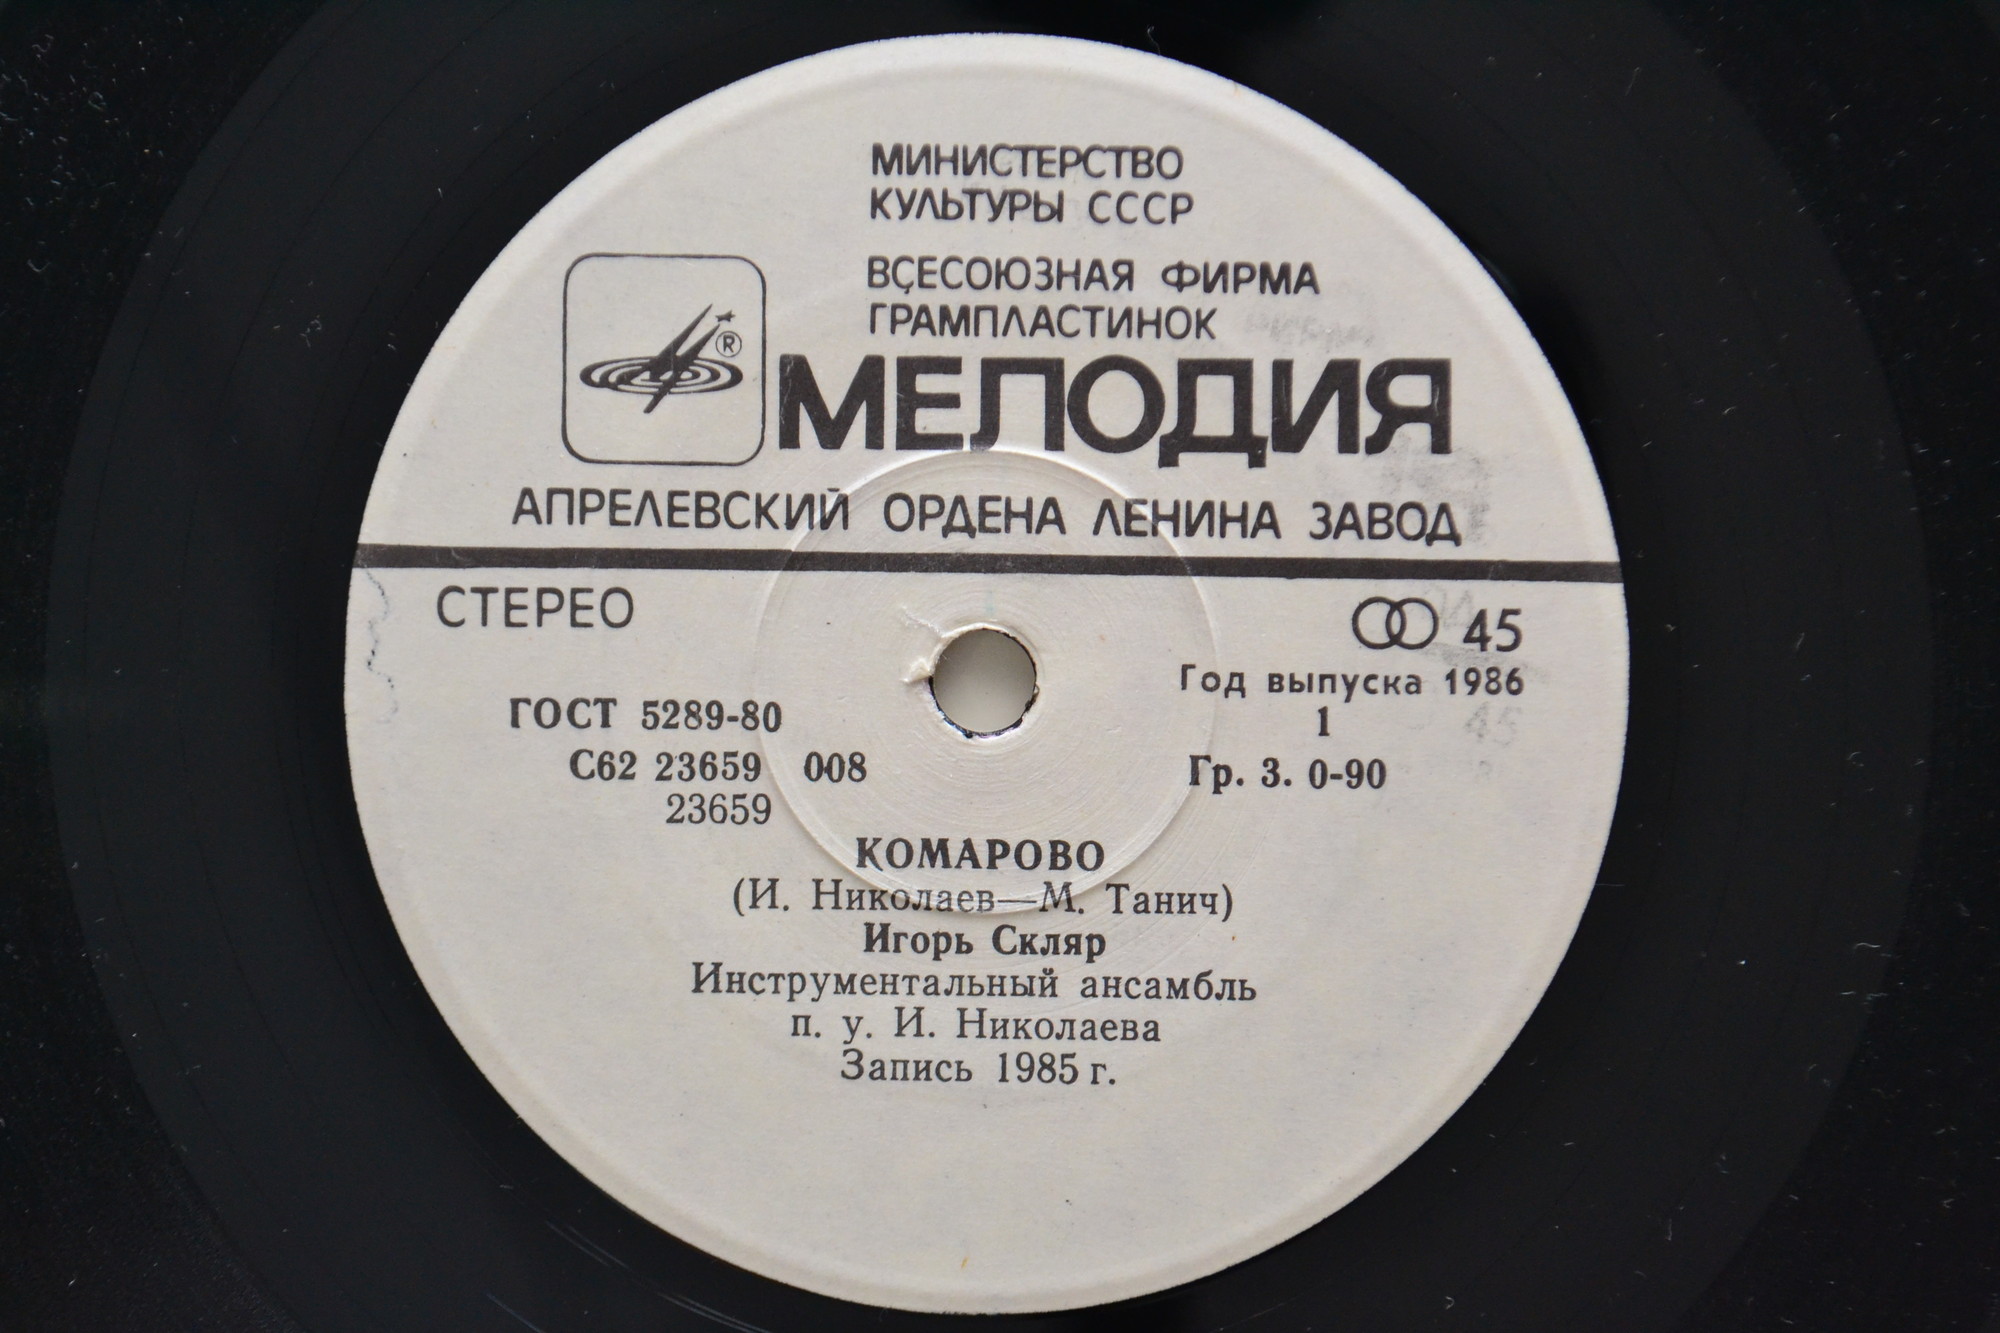 МИНИСТЕРСТВО
КУЛЬТУРЫ СССР
ВСЕСОЮЗНАЯ ФИРМА
ГРАМПЛАСТИНОК
®
МЕЛОДИЯ
АПРЕЛЕВСКИЙ ОРДЕНА ЛЕНИНА ЗАВОД
СТЕРЕО
45
Год выпуска 1986
ГОСТ 5289-80
1
С62 23659 008
Гр. 3. 0-90
23659
КОМАРОВО
(И. Николаев—М. Танич)
Игорь Скляр
Инструментальный ансамбль
п. у. И. Николаева
Запись 1985 г.